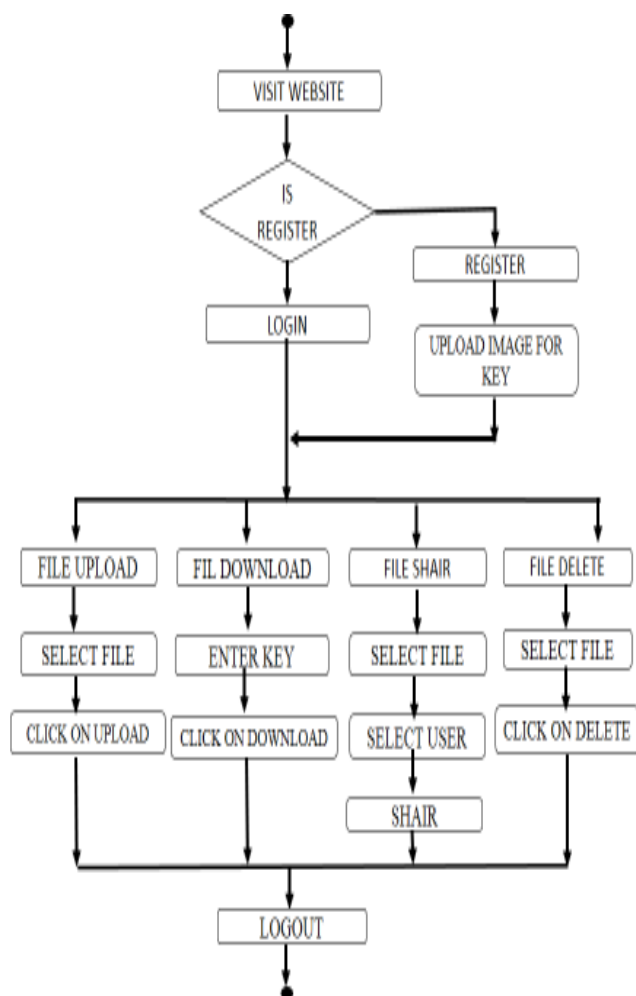 VISIT WEBSITE
IS
REGISTER
REGISTER
LOGIN
UPLOAD IMAGE FOR
KEY
FILE UPLOAD
FIL DOWNLOAD
FILE SHAIR
FILE DELETE
SELECT FILE
ENTER KEY
SELECT FILE
SELECT FILE
CLICK ON UPLOAD
CLICK ON DOWNLOAD
SELECT USER
CLICK ON DELETE
SHAIR
LOGOUT